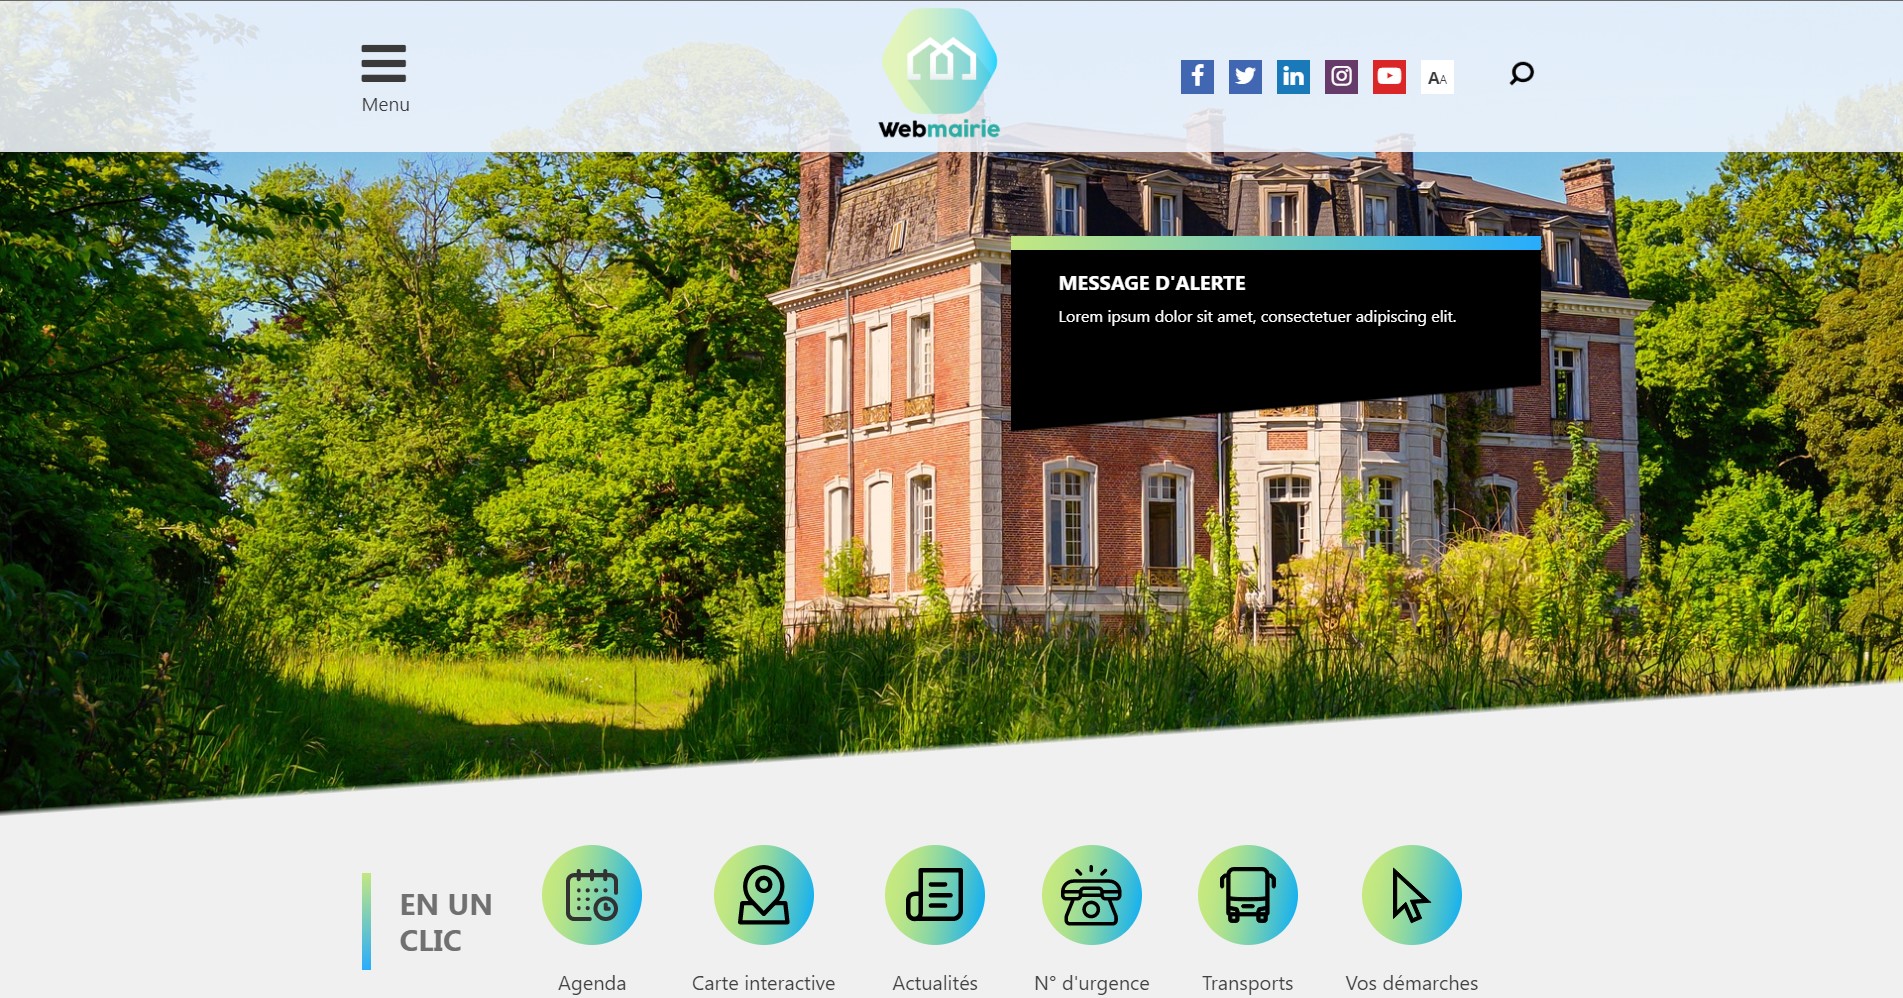 Menu
Webmairie
AA
MESSAGE D'ALERTE
Lorem ipsum dolor sit amet, consectetuer adipiscing elit.
EN UN
CLIC
Agenda
Carte interactive
Actualités
N° d'urgence
Transports
Vos démarches